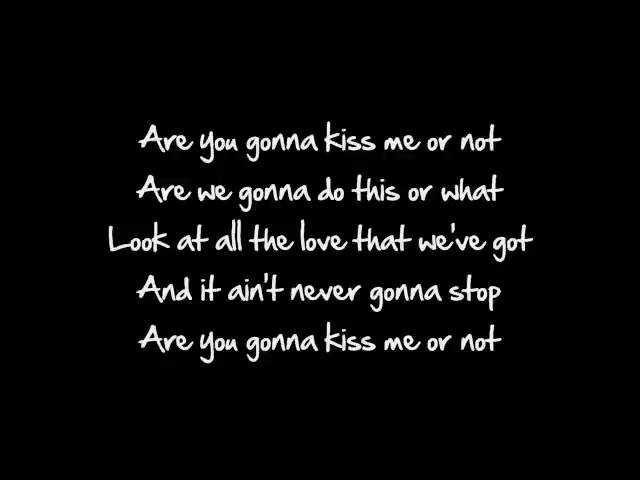 Are you gonna kiss me or not
Are we gonna do this or what
Look at all the love that we've got
And it ain't never gonna stop
Are you gonna kiss me or not